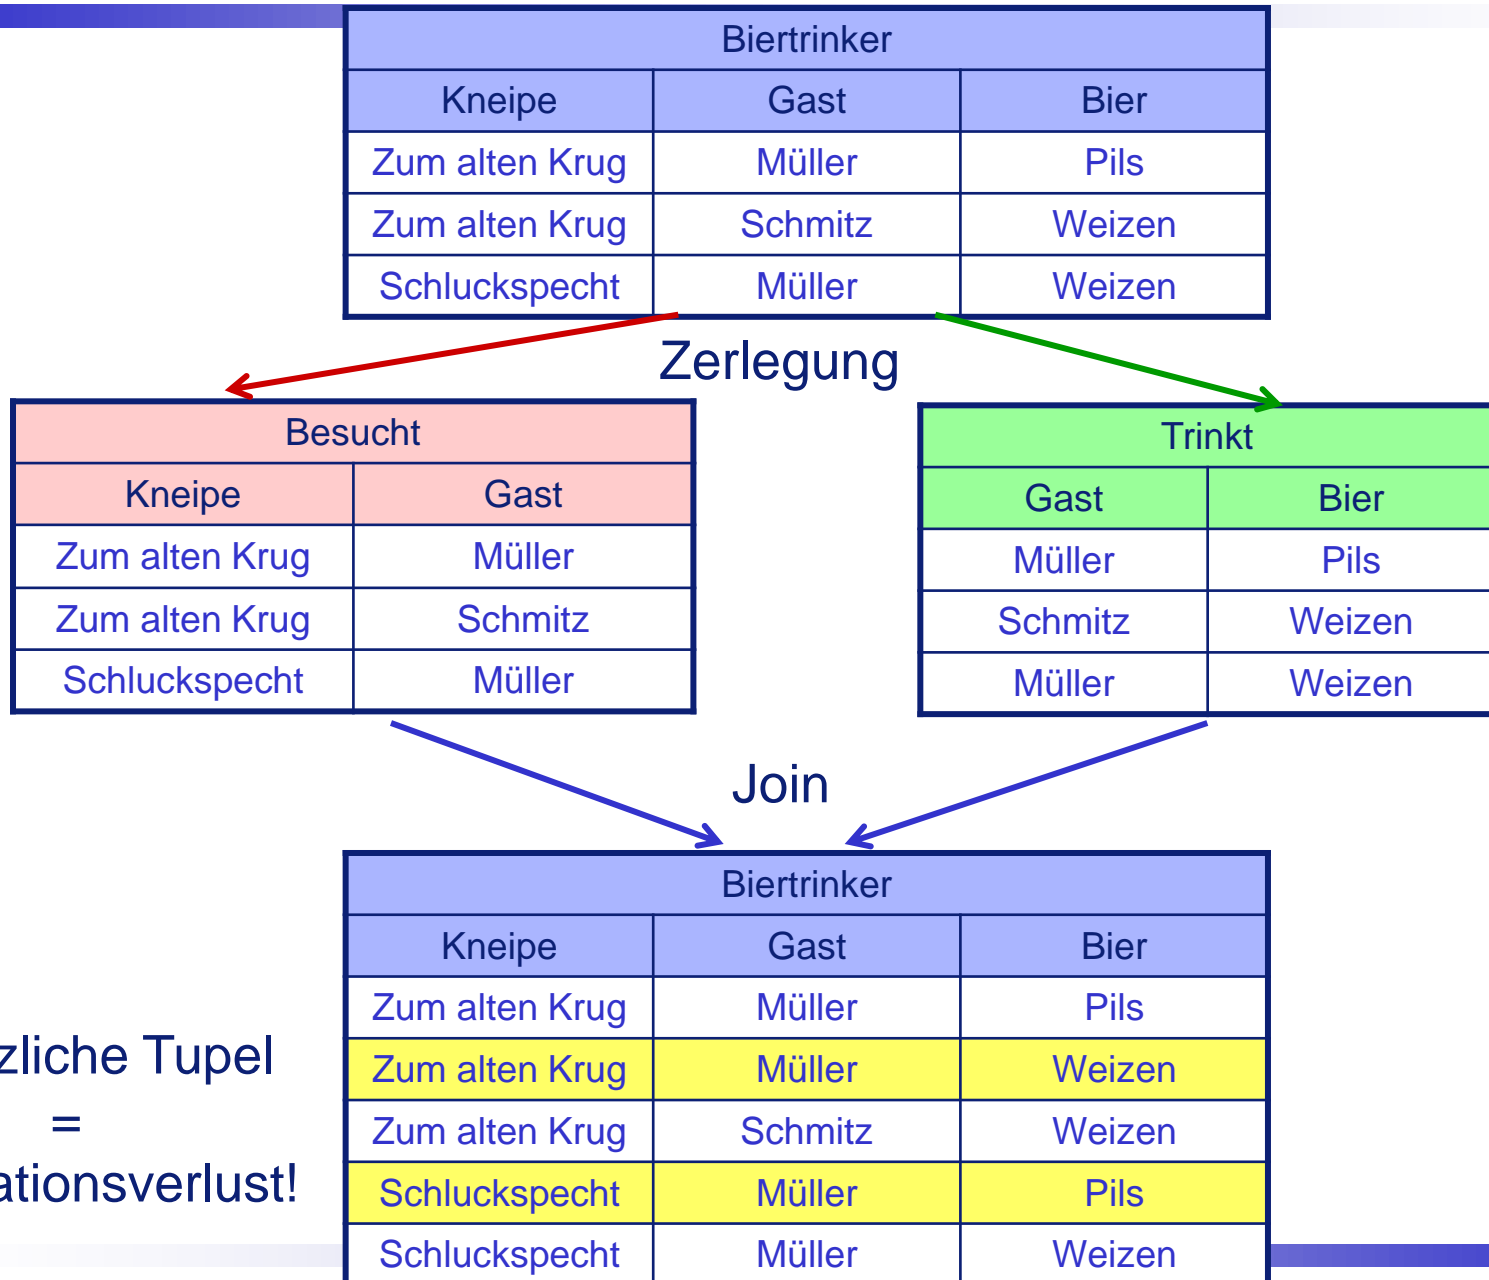 Biertrinker
Kneipe Gast Bier
Zum alten Krug Müller Pils
Zum alten Krug Schmitz Weizen
Schluckspecht Müller Weizen
Zerlegung
Besucht
Kneipe Gast
Zum alten Krug Müller
Zum alten Krug Schmitz
Schluckspecht Müller
Trinkt
Gast Bier
Müller Pils
Schmitz Weizen
Müller Weizen
Join
Biertrinker
Kneipe Gast Bier
Zum alten Krug Müller Pils
Zum alten Krug Müller Weizen
Zum alten Krug Schmitz Weizen
Schluckspecht Müller Pils
Schluckspecht Müller Weizen
zliche Tupel
=
ationsverlust!